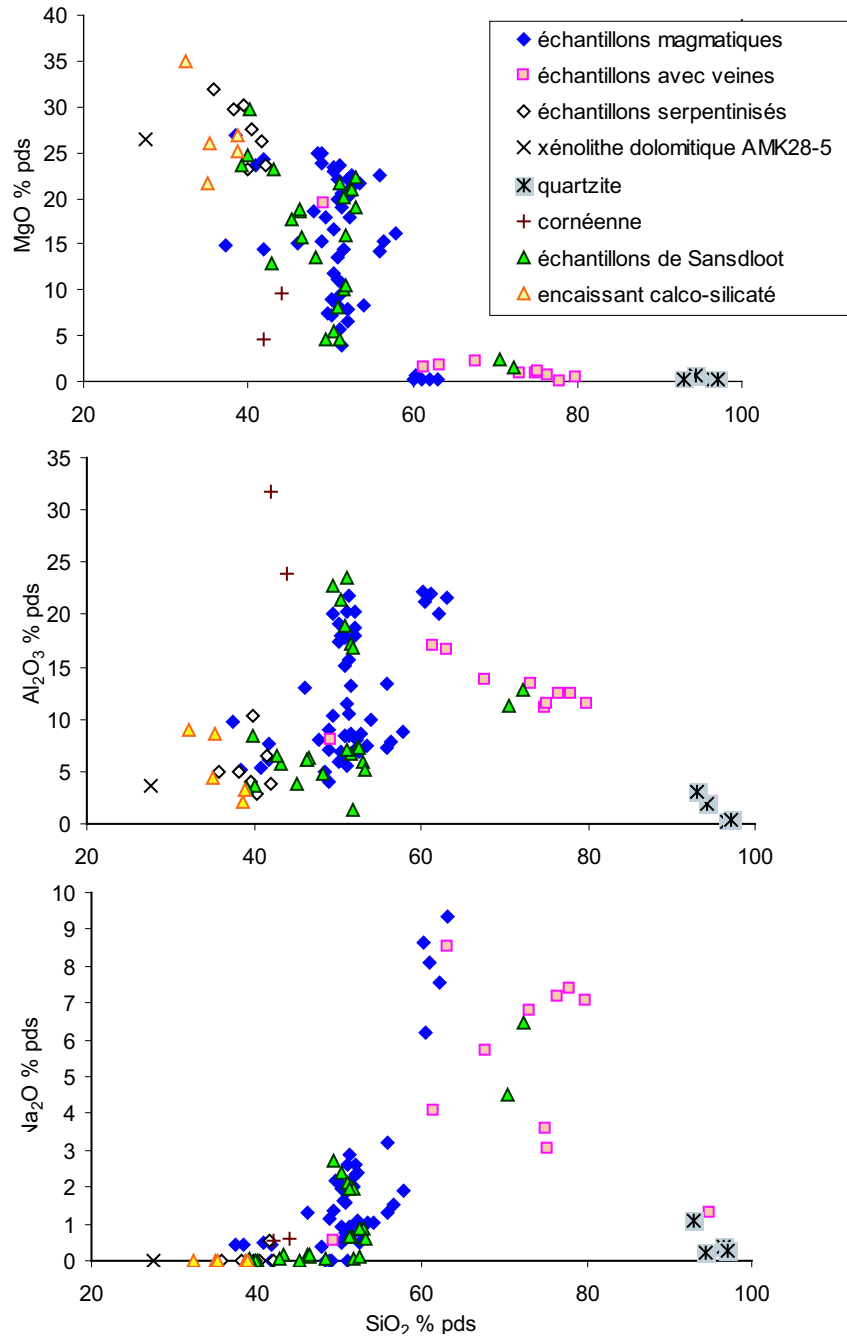 40
35
30
25
20
15
10
5
0
MgO % pds
20 40 60 80 100
échantillons magmatiques
échantillons avec veines
échantillons serpentinisés
xénolithe dolomitique AMK28-5
quartzite
cornéenne
échantillons de Sansdloot
encaissant calco-silicaté
35
30
25
20
15
10
5
0
Al2O3 % pds
20 40 60 80 100
10
9
8
7
6
5
4
3
2
1
0
Na2O % pds
20 40 60 80 100
SiO2 % pds